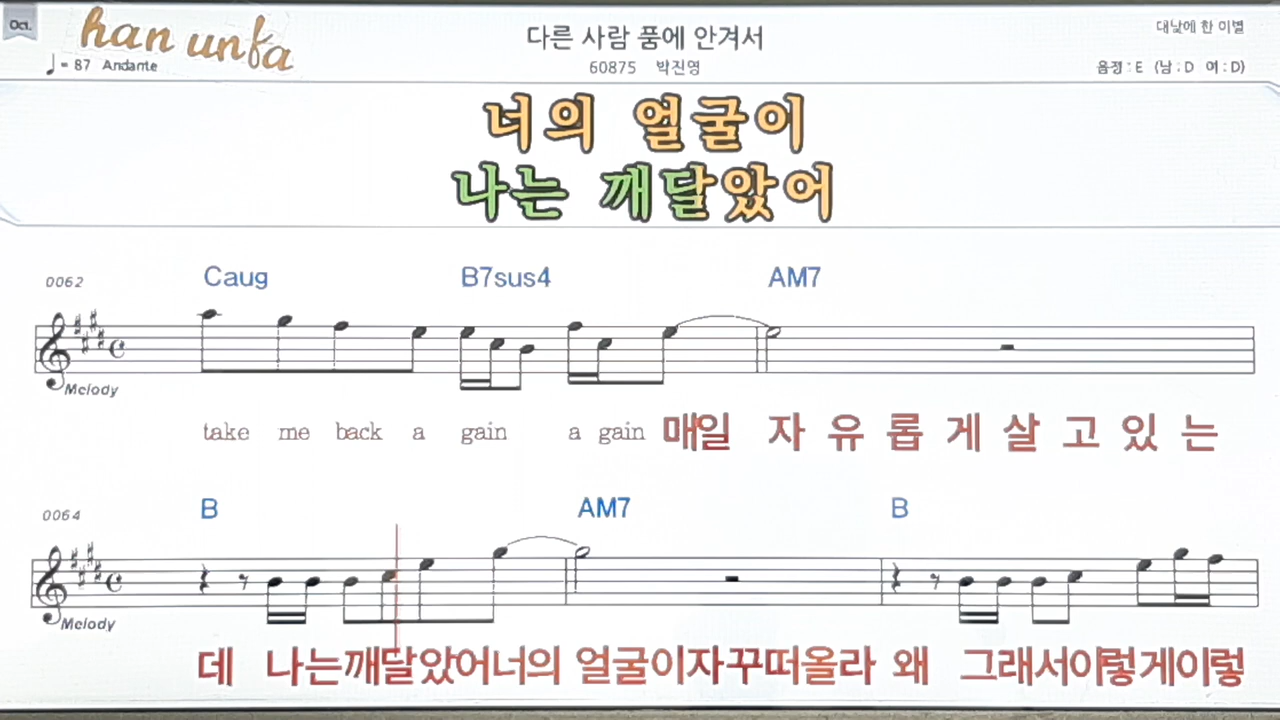 Oct.
han unfa
♩= 87 Andante
다른 사람 품에 안겨서
60875 박진영
대낮에 한 이별
음정 : E (남 : D 여 : D)
너의 얼굴이
나는 깨달았어
0062
Caug B7sus4 AM7
Melody
take me back a gain a gain 매일 자 유 롭 게 살 고 있 는
0064
B AM7 B
Melody
데 나는깨달았어너의 얼굴이자꾸떠올라 왜 그래서이렇게이렇